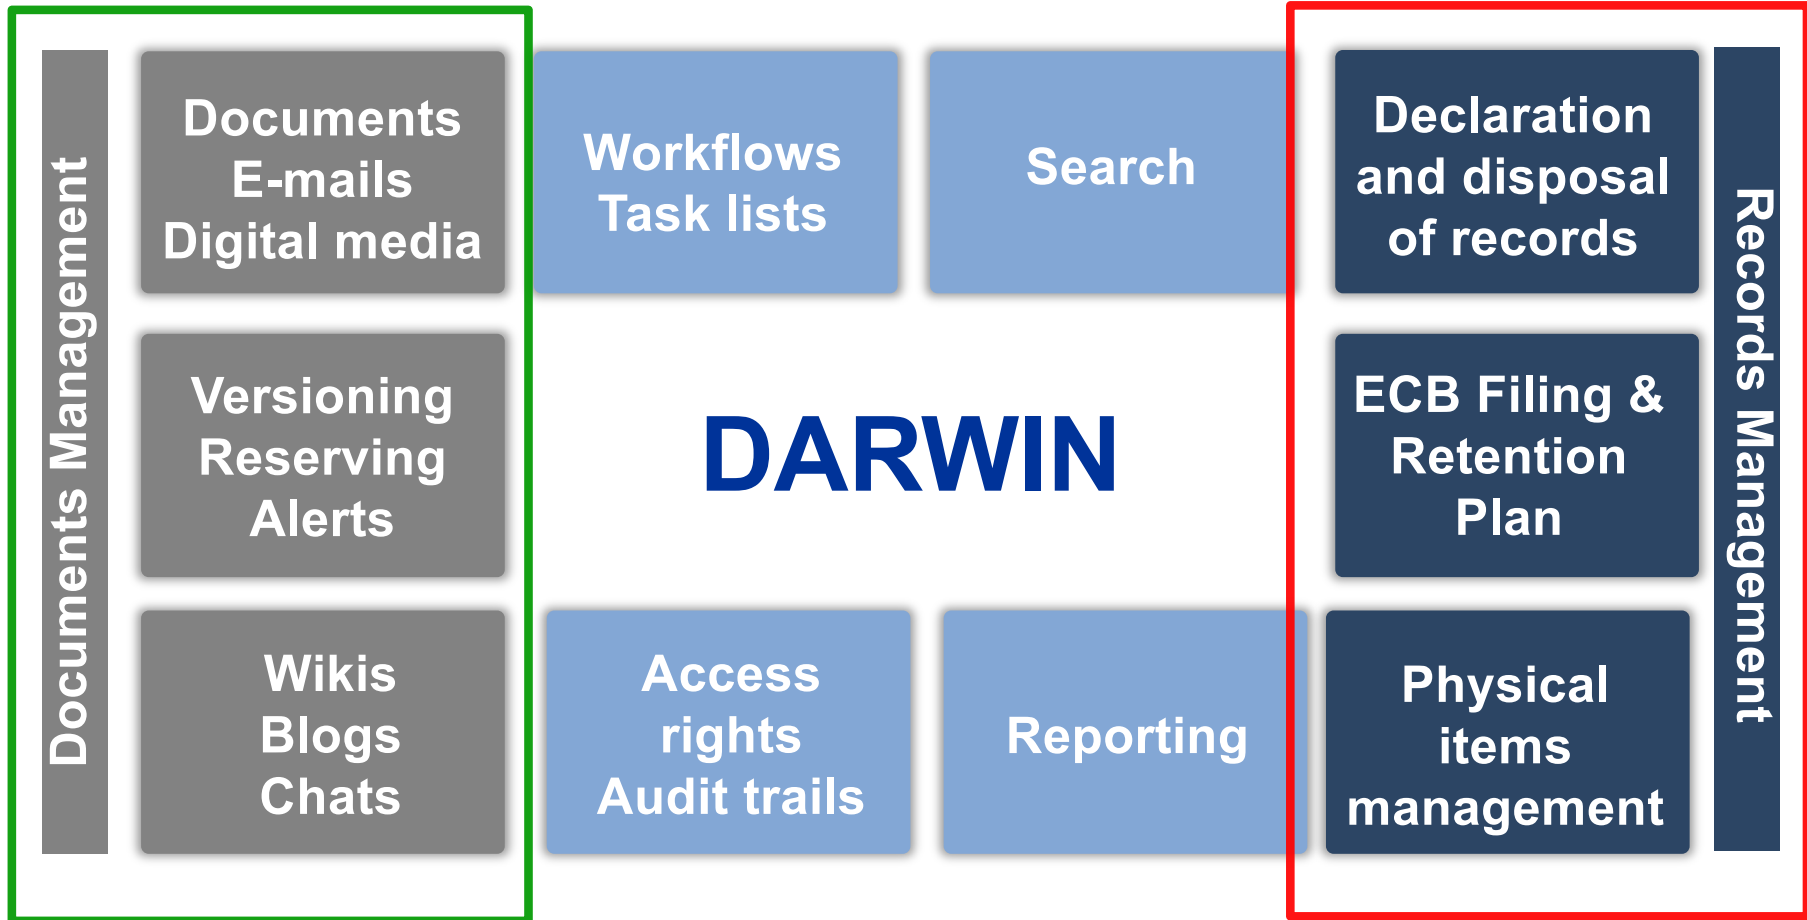 Documents Management
Documents
E-mails
Digital media
Workflows
Task lists
Search
Declaration
and disposal
of records
Records Management
Versioning
Reserving
Alerts
DARWIN
ECB Filing &
Retention
Plan
Wikis
Blogs
Chats
Access
rights
Audit trails
Reporting
Physical
items
management